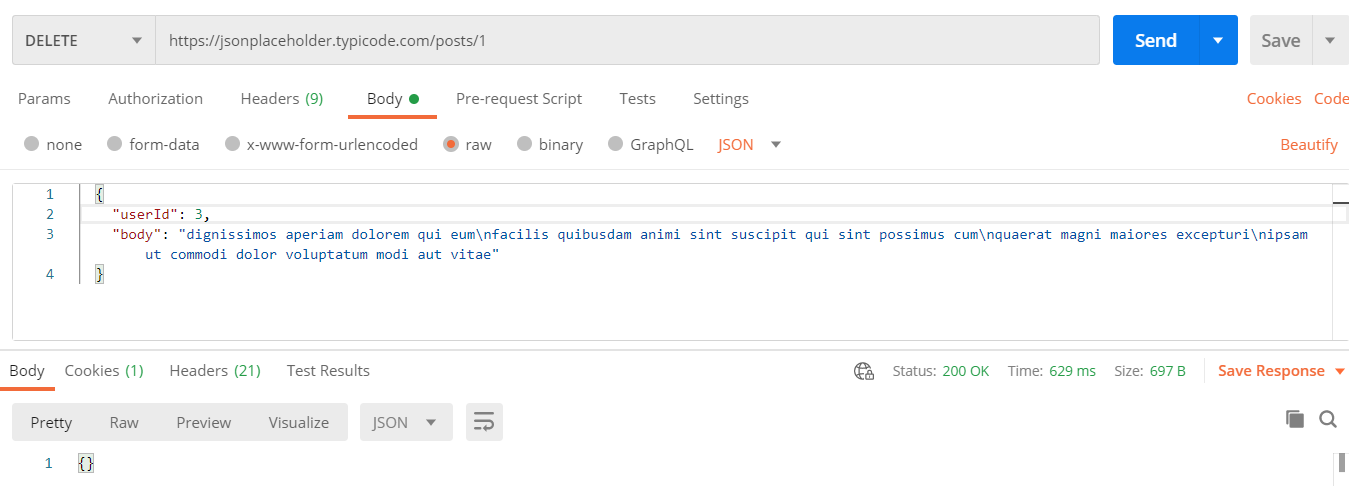 DELETE https://jsonplaceholder.typicode.com/posts/1 Send Save
Params Authorization Headers (9) Body Pre-request Script Tests Settings Cookies Code
none form-data x-www-form-urlencoded raw binary GraphQL JSON Beautify
1 {
2 "userId": 3,
3 "body": "dignissimos aperiam dolorem qui eum\nfacilis quibusdam animi sint suscipit qui sint possimus cum\nquaerat magni maiores excepturi\nipsam
ut commodi dolor voluptatum modi aut vitae"
4 }
Body Cookies (1) Headers (21) Test Results Status: 200 OK Time: 629 ms Size: 697 B Save Response
Pretty Raw Preview Visualize JSON
1 {}